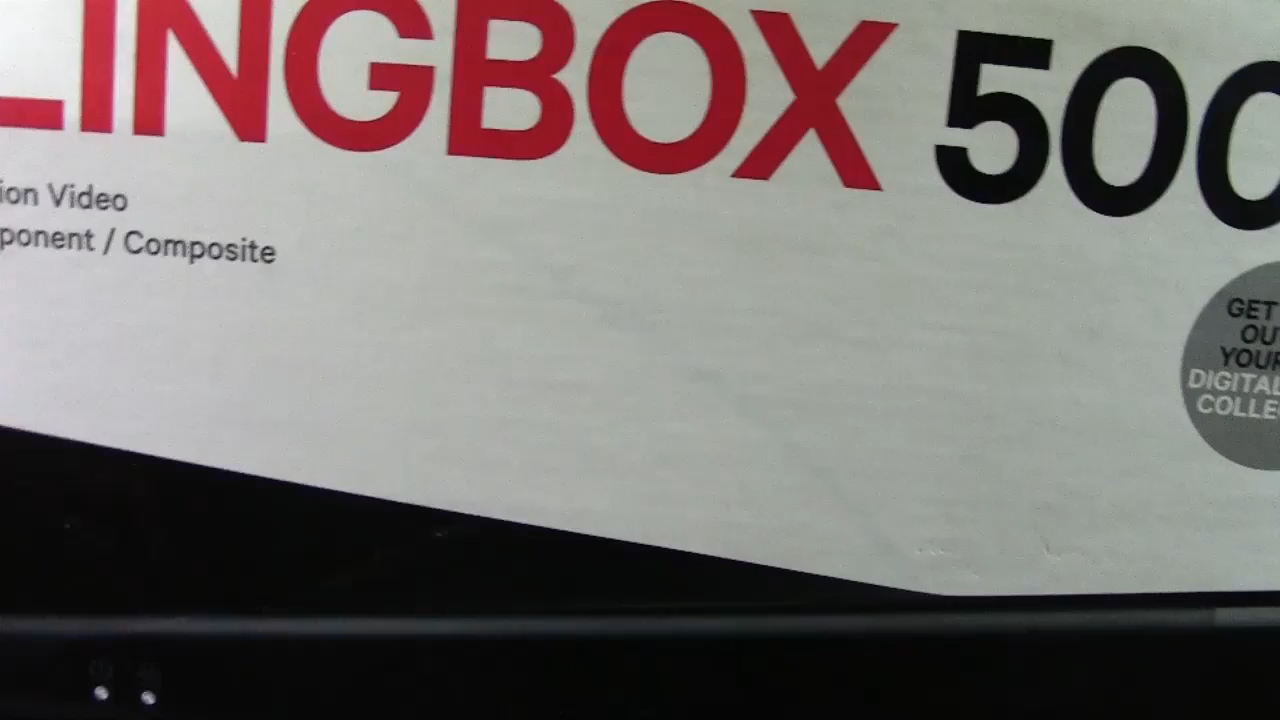 LINGBOX 500
ion Video
ponent / Composite
GET
OU
YOUR
DIGITAL
COLLE